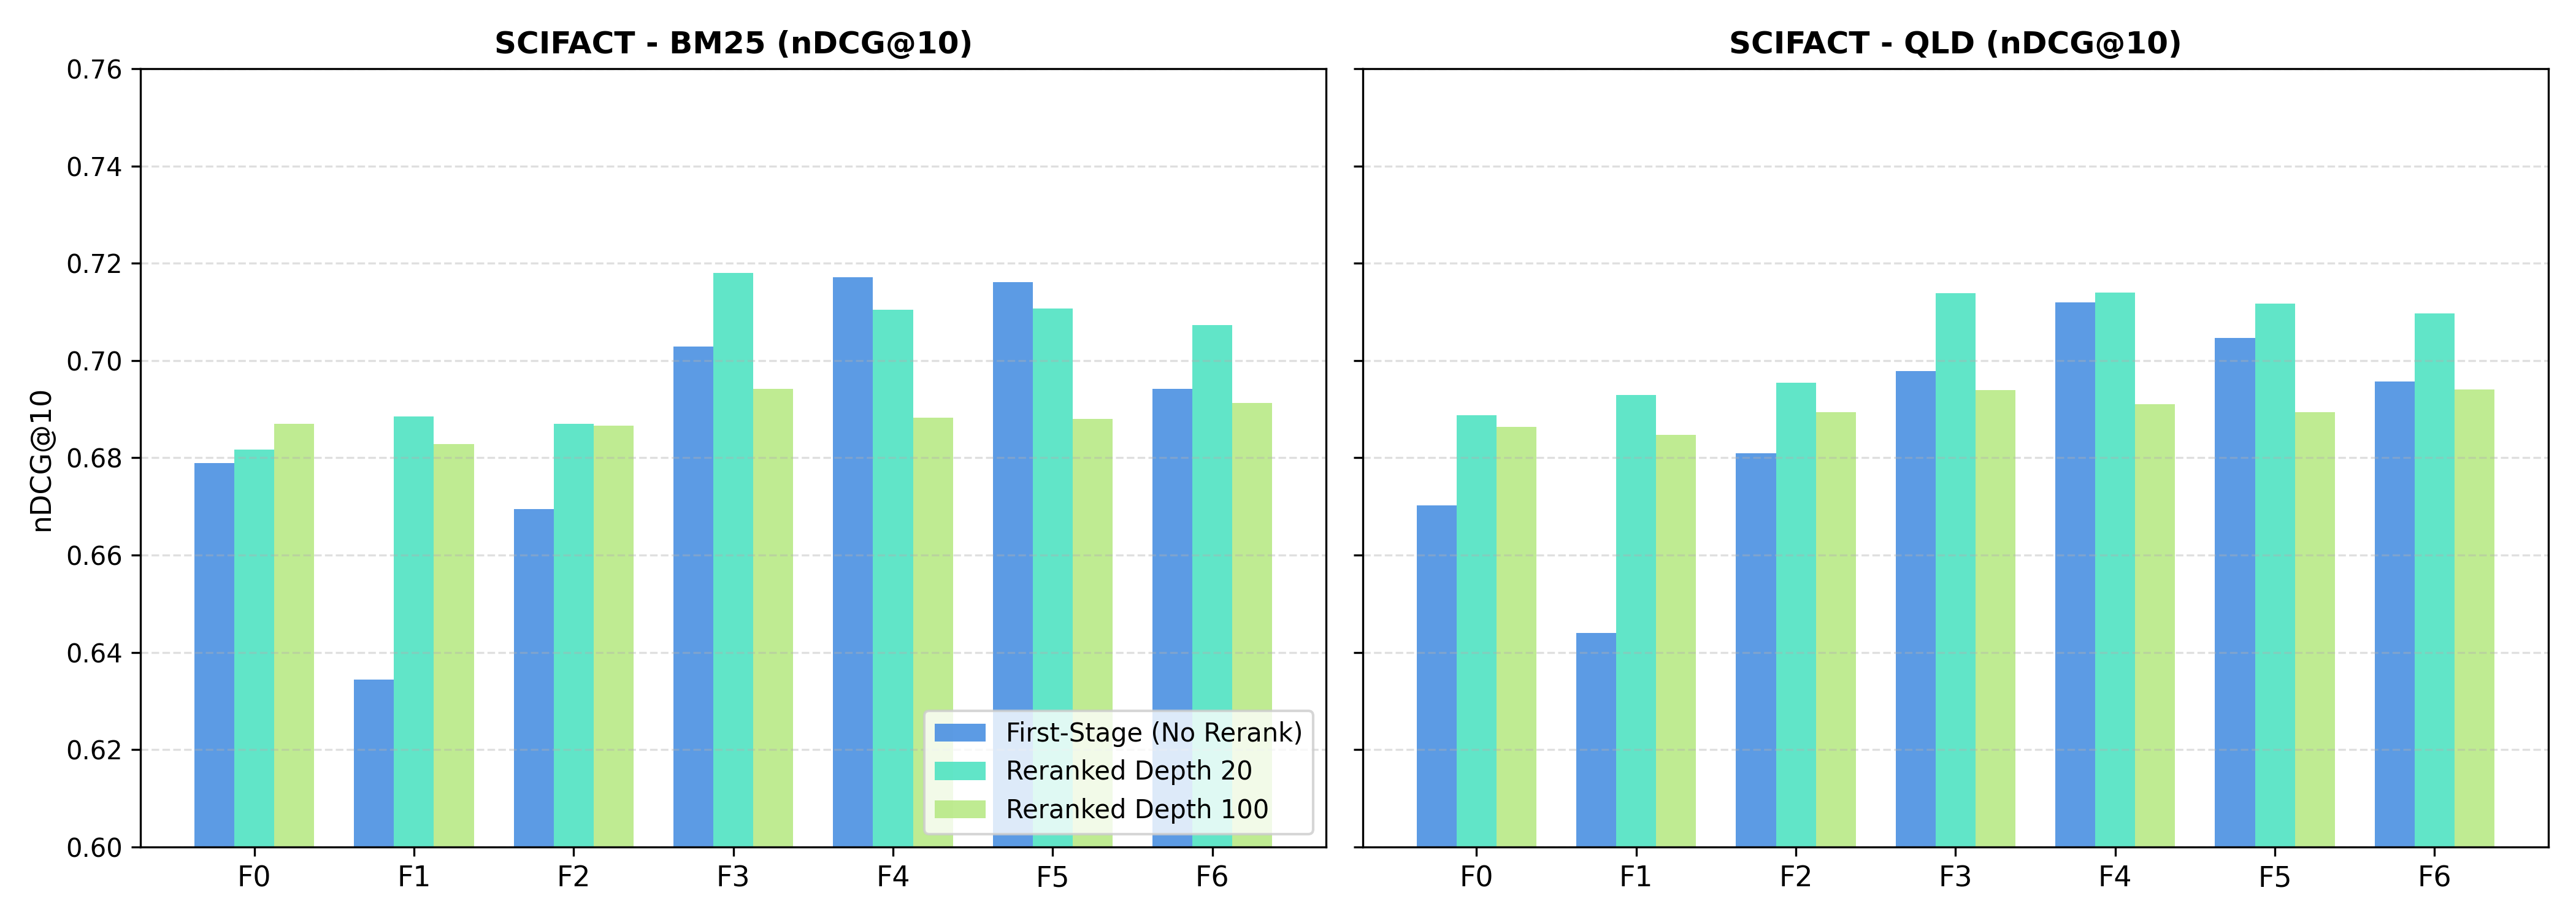 SCIFACT - BM25 (nDCG@10)
0.76
0.74
0.72
0.70
0.68
0.66
0.64
0.62
0.60
nDCG@10
F0 F1 F2 F3 F4 F5 F6
First-Stage (No Rerank)
Reranked Depth 20
Reranked Depth 100
SCIFACT - QLD (nDCG@10)
F0 F1 F2 F3 F4 F5 F6